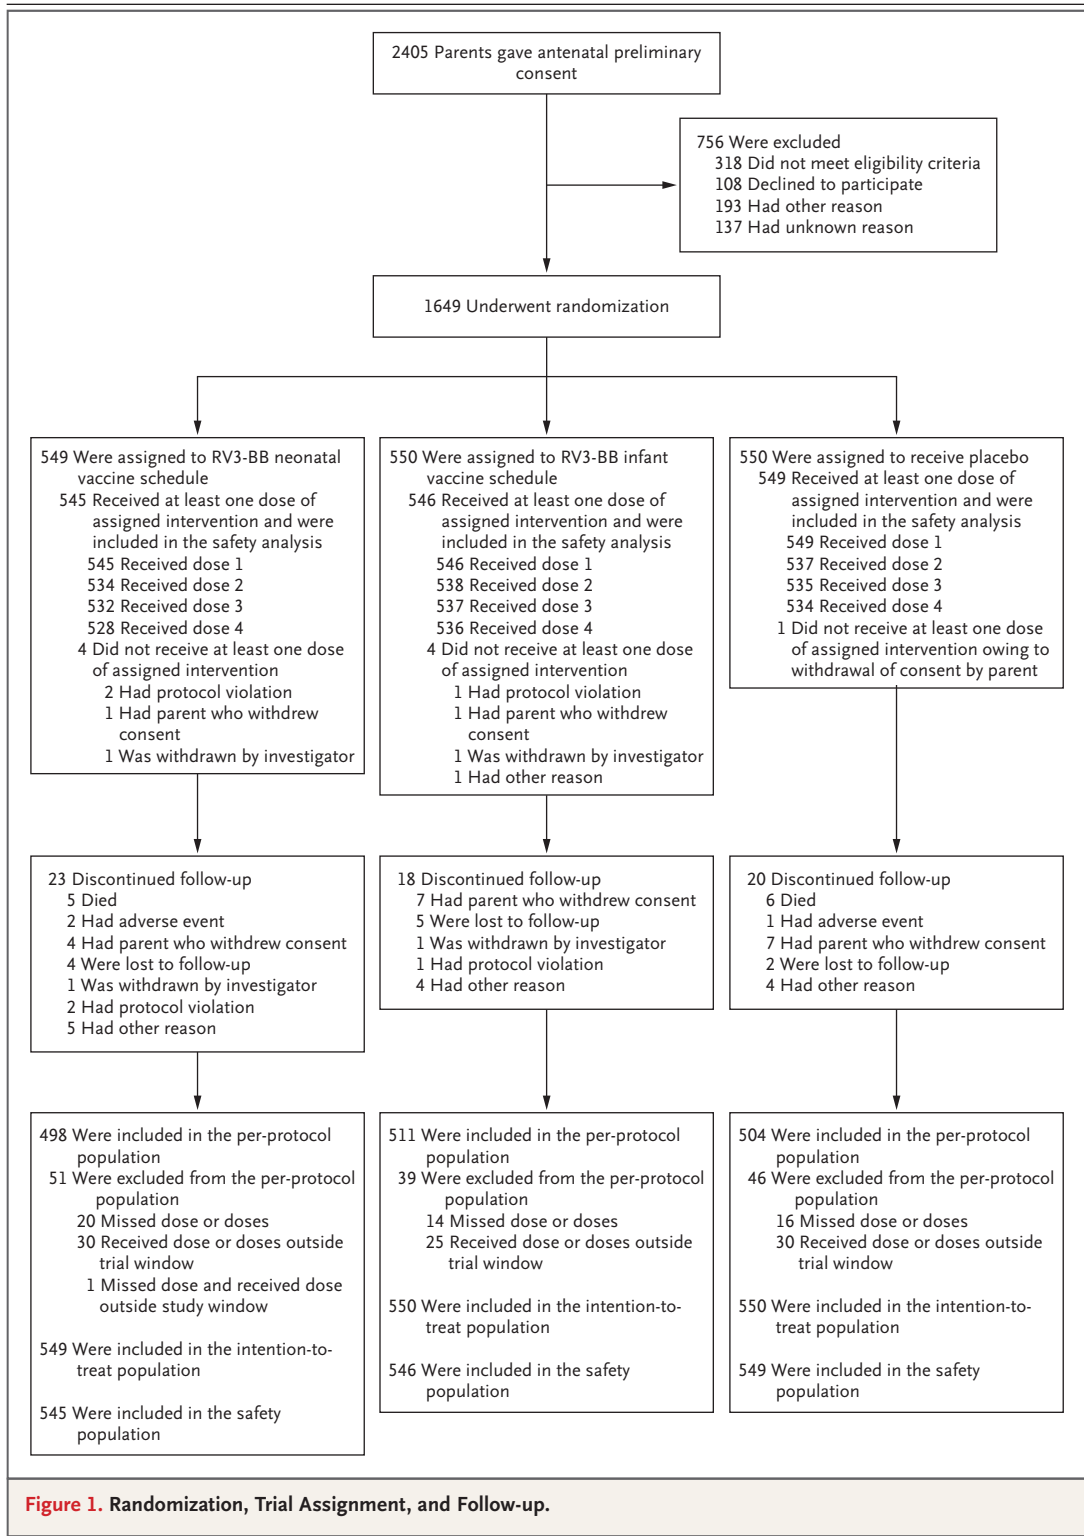 2405 Parents gave antenatal preliminary
consent
756 Were excluded
318 Did not meet eligibility criteria
108 Declined to participate
193 Had other reason
137 Had unknown reason
1649 Underwent randomization
549 Were assigned to RV3-BB neonatal
vaccine schedule
545 Received at least one dose of
assigned intervention and were
included in the safety analysis
545 Received dose 1
534 Received dose 2
532 Received dose 3
528 Received dose 4
4 Did not receive at least one dose
of assigned intervention
2 Had protocol violation
1 Had parent who withdrew
consent
1 Was withdrawn by investigator
550 Were assigned to RV3-BB infant
vaccine schedule
546 Received at least one dose of
assigned intervention and were
included in the safety analysis
546 Received dose 1
538 Received dose 2
537 Received dose 3
536 Received dose 4
4 Did not receive at least one dose
of assigned intervention
1 Had protocol violation
1 Had parent who withdrew
consent
1 Was withdrawn by investigator
1 Had other reason
550 Were assigned to receive placebo
549 Received at least one dose of
assigned intervention and were
included in the safety analysis
549 Received dose 1
537 Received dose 2
535 Received dose 3
534 Received dose 4
1 Did not receive at least one dose
of assigned intervention owing to
withdrawal of consent by parent
23 Discontinued follow-up
5 Died
2 Had adverse event
4 Had parent who withdrew consent
4 Were lost to follow-up
1 Was withdrawn by investigator
2 Had protocol violation
5 Had other reason
18 Discontinued follow-up
7 Had parent who withdrew consent
5 Were lost to follow-up
1 Was withdrawn by investigator
1 Had protocol violation
4 Had other reason
20 Discontinued follow-up
6 Died
1 Had adverse event
7 Had parent who withdrew consent
2 Were lost to follow-up
4 Had other reason
498 Were included in the per-protocol
population
51 Were excluded from the per-protocol
population
20 Missed dose or doses
30 Received dose or doses outside
trial window
1 Missed dose and received dose
outside study window
549 Were included in the intention-to-
treat population
545 Were included in the safety
population
511 Were included in the per-protocol
population
39 Were excluded from the per-protocol
population
14 Missed dose or doses
25 Received dose or doses outside
trial window
550 Were included in the intention-to-
treat population
546 Were included in the safety
population
504 Were included in the per-protocol
population
46 Were excluded from the per-protocol
population
16 Missed dose or doses
30 Received dose or doses outside
trial window
550 Were included in the intention-to-
treat population
549 Were included in the safety
population
Figure 1. Randomization, Trial Assignment, and Follow-up.